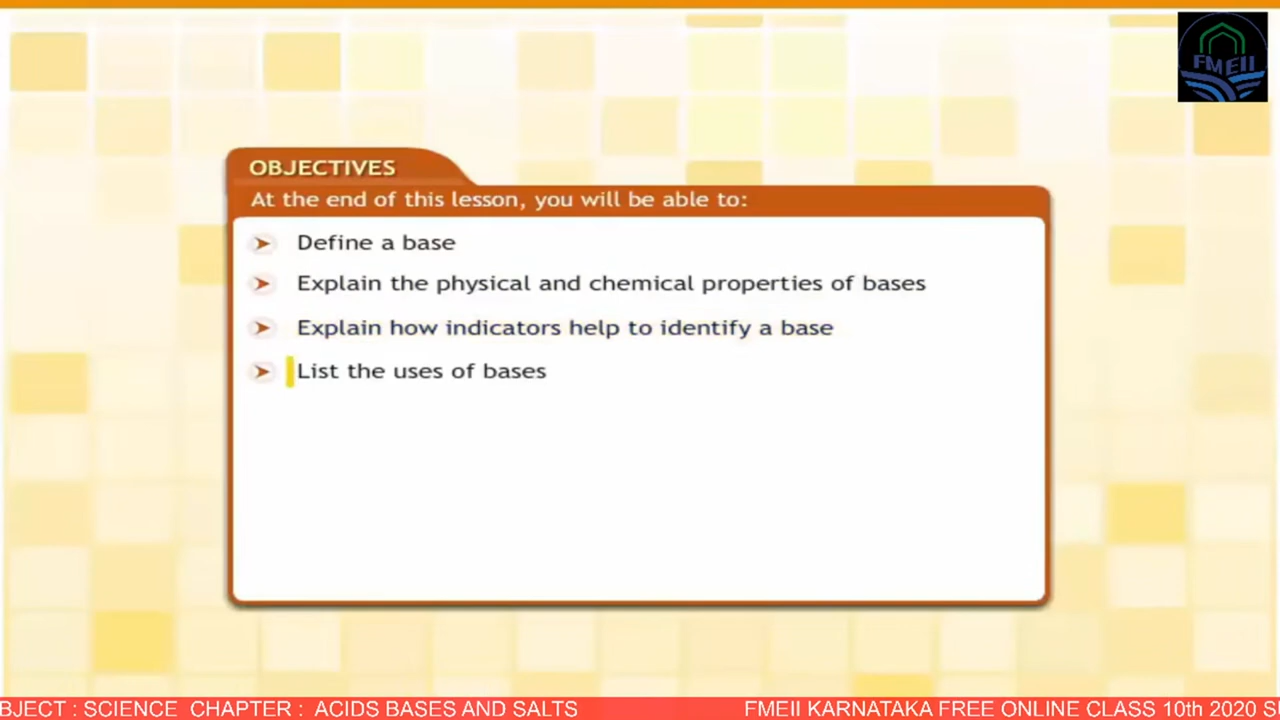 FMEII
OBJECTIVES
At the end of this lesson, you will be able to:
Define a base
Explain the physical and chemical properties of bases
Explain how indicators help to identify a base
List the uses of bases
BJECT : SCIENCE CHAPTER : ACIDS BASES AND SALTS
FMEII KARNATAKA FREE ONLINE CLASS 10th 2020 S